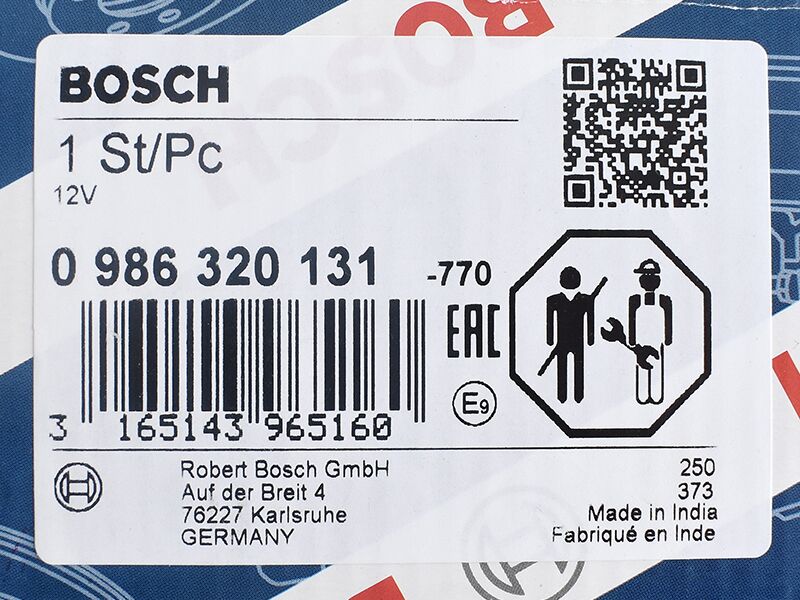 BOSCH
BOSCH
1 St/Pc
12V
0 986 320 131 -770
EAC
E9
3 165143 965160
Robert Bosch GmbH
Auf der Breit 4
76227 Karlsruhe
GERMANY
250
373
Made in India
Fabriqué en Inde